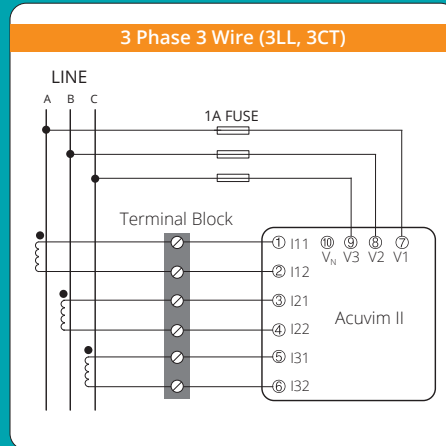 3 Phase 3 Wire (3LL, 3CT)
LINE
A B C
1A FUSE
Terminal Block
① I11 ⑩ ⑨ ⑧ ⑦
VN V3 V2 V1
② I12
③ I21
Acuvim II
④ I22
⑤ I31
⑥ I32